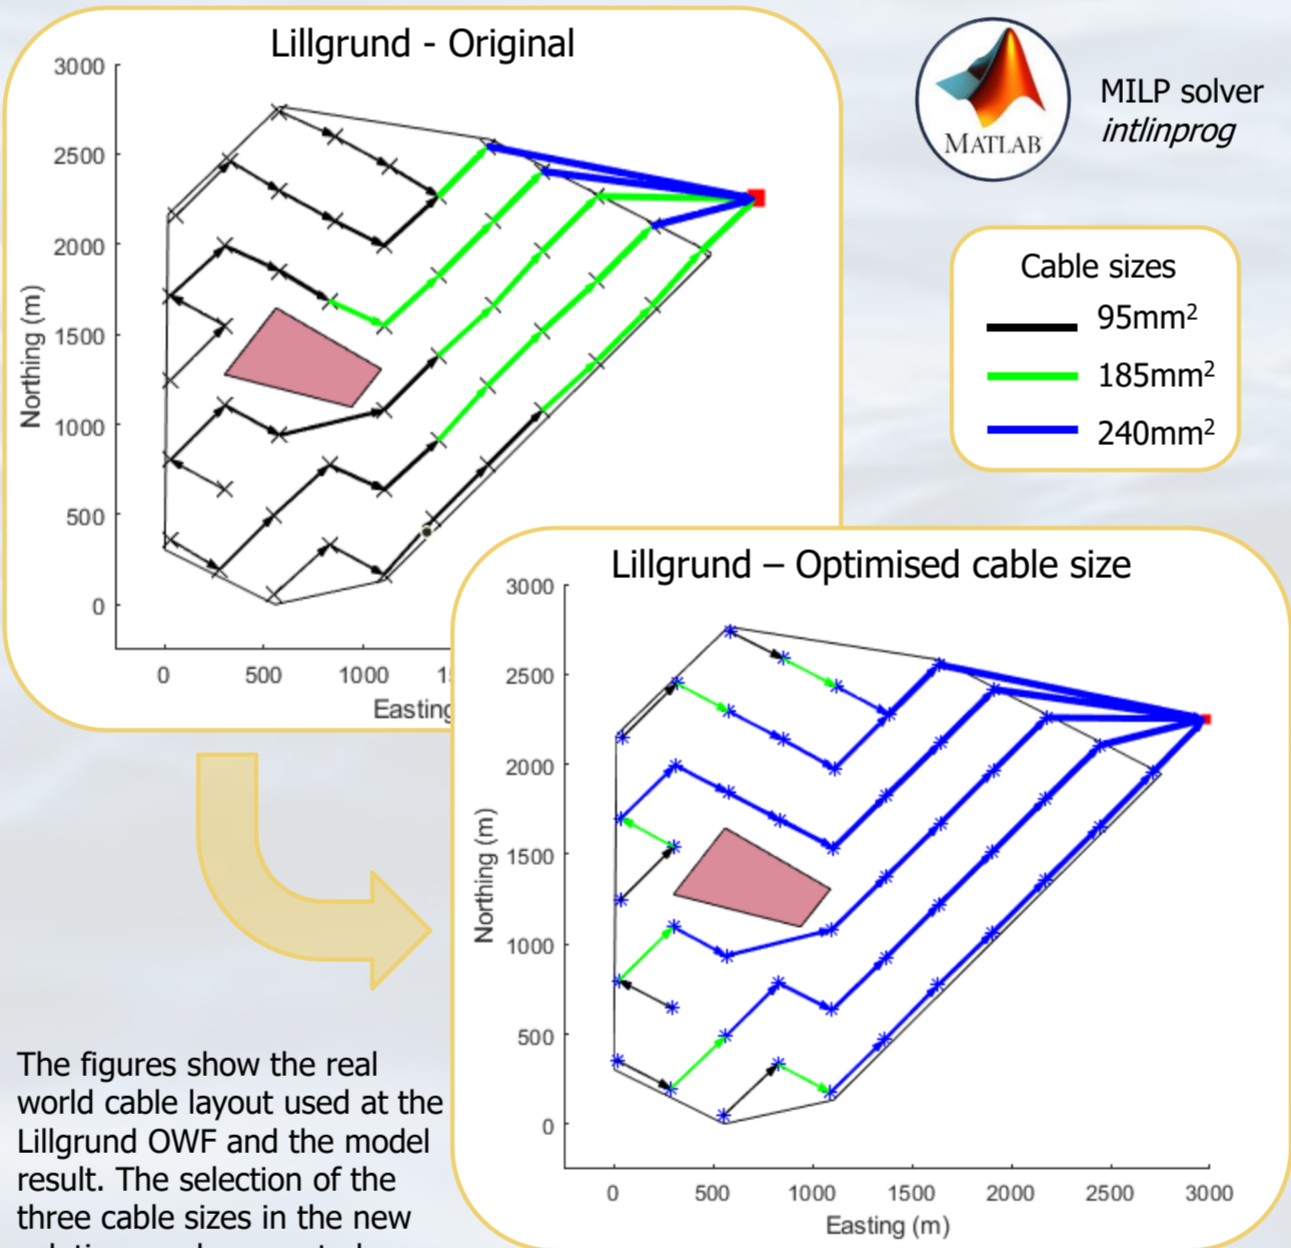 Lillgrund - Original
3000
2500
2000
1500
1000
500
0
Northing (m)
0
500
1000
Easting
MATLAB
MILP solver
intlinprog
Cable sizes
95mm²
185mm²
240mm²
Lillgrund – Optimised cable size
3000
2500
2000
1500
1000
500
0
Northing (m)
0
500
1000
1500
2000
2500
3000
Easting (m)
The figures show the real
world cable layout used at the
Lillgrund OWF and the model
result. The selection of the
three cable sizes in the new